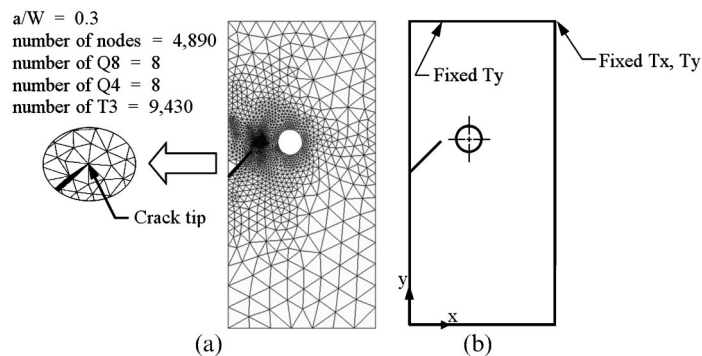 a/W = 0.3
number of nodes = 4,890
number of Q8 = 8
number of Q4 = 8
number of T3 = 9,430
Crack tip
(a)
Fixed Ty
Fixed Tx, Ty
y
x
(b)